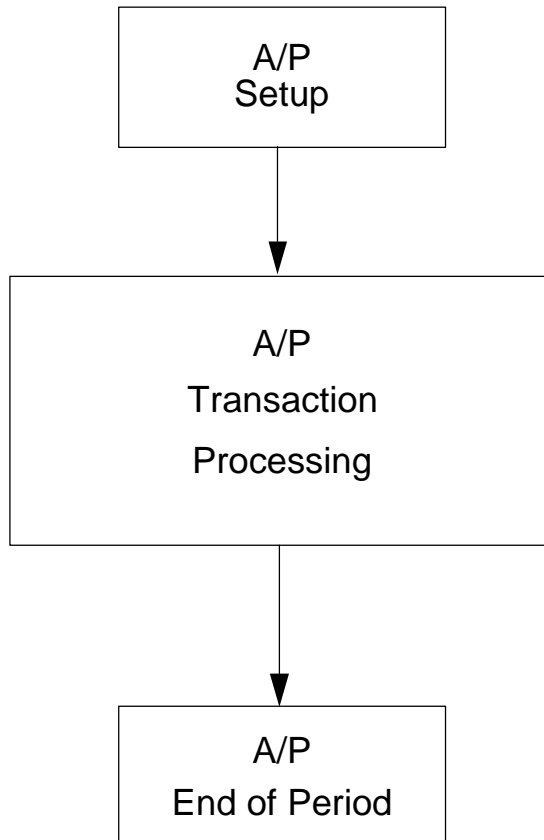 A/P
Setup
A/P
Transaction
Processing
A/P
End of Period